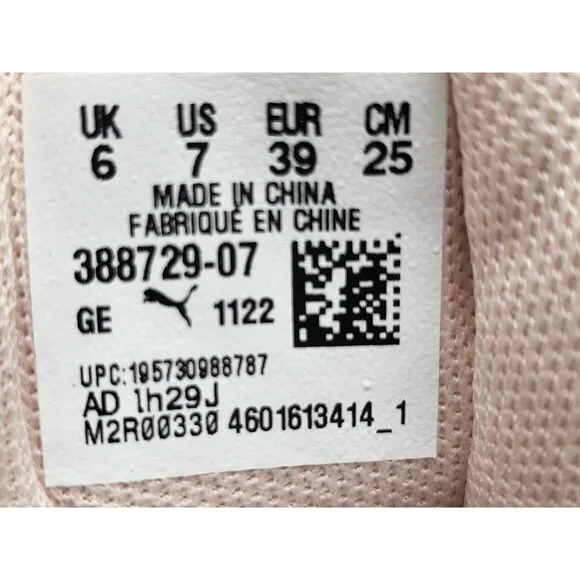 UK US EUR CM
6 7 39 25
MADE IN CHINA
FABRIQUÉ EN CHINE
388729-07
GE 1122
UPC:195730988787
AD 1h29J
M2R00330 4601613414_1